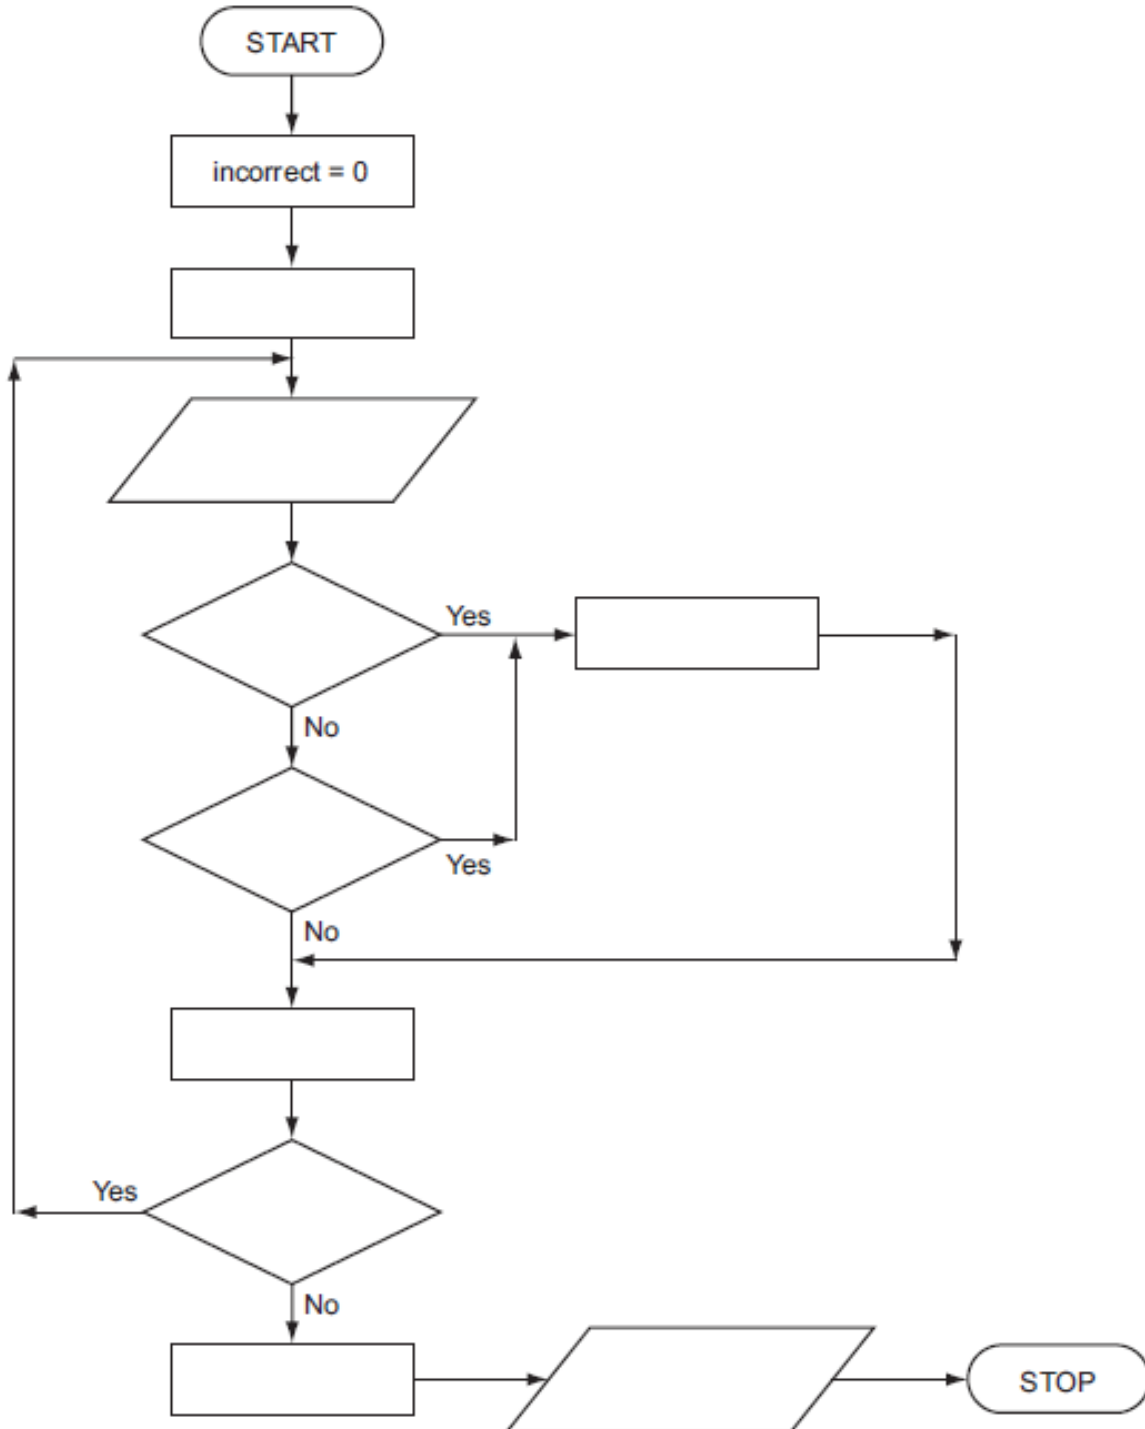 START
incorrect = 0
Yes
No
Yes
No
Yes
No
STOP